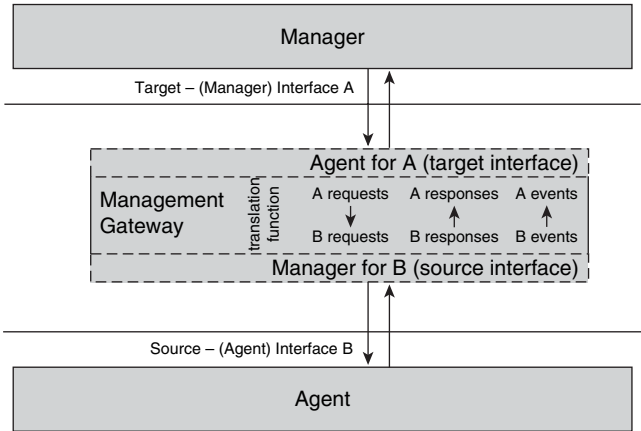 Manager
Target – (Manager) Interface A
Agent for A (target interface)
Management
Gateway
translation
function
A requests
A responses
A events
B requests
B responses
B events
Manager for B (source interface)
Source – (Agent) Interface B
Agent